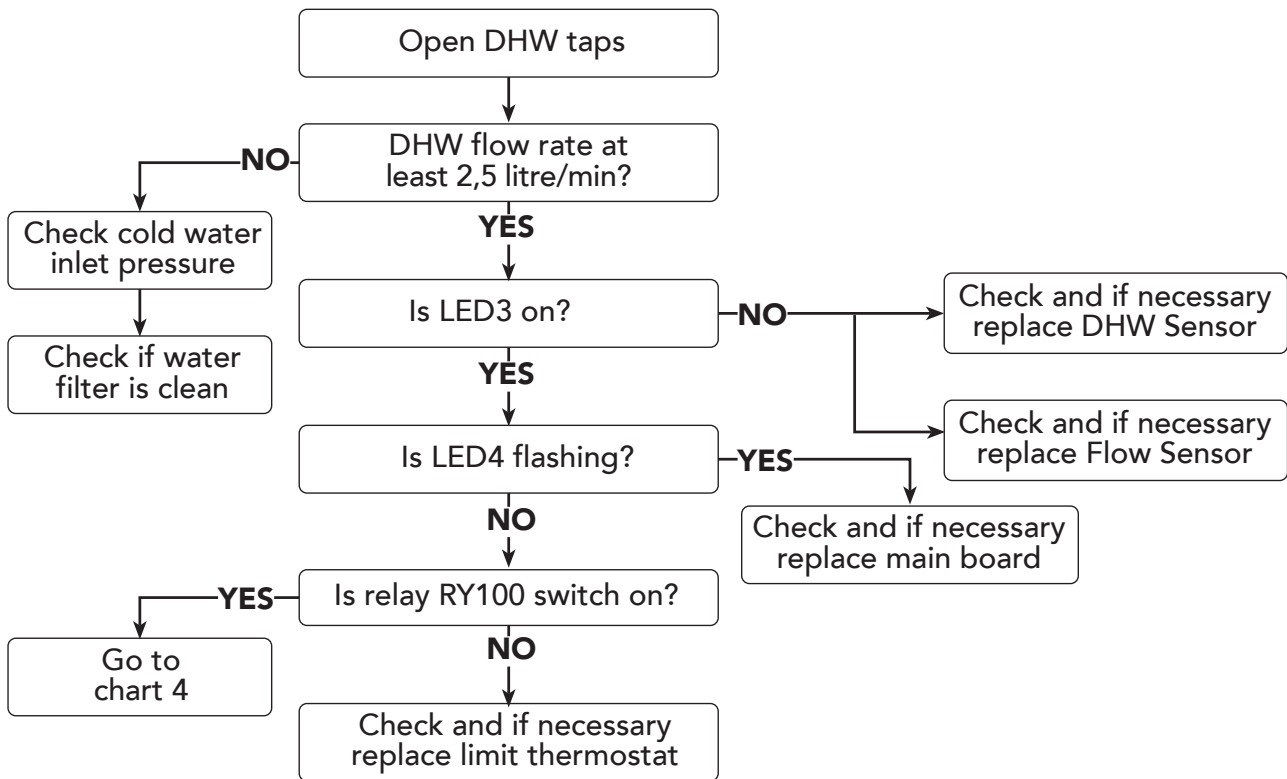 Open DHW taps
DHW flow rate at
least 2,5 litre/min?
NO
YES
Check cold water
inlet pressure
Check if water
filter is clean
Is LED3 on?
NO
Check and if necessary
replace DHW Sensor
Check and if necessary
replace Flow Sensor
YES
Is LED4 flashing?
YES
Check and if necessary
replace main board
NO
Is relay RY100 switch on?
YES
Go to
chart 4
NO
Check and if necessary
replace limit thermostat